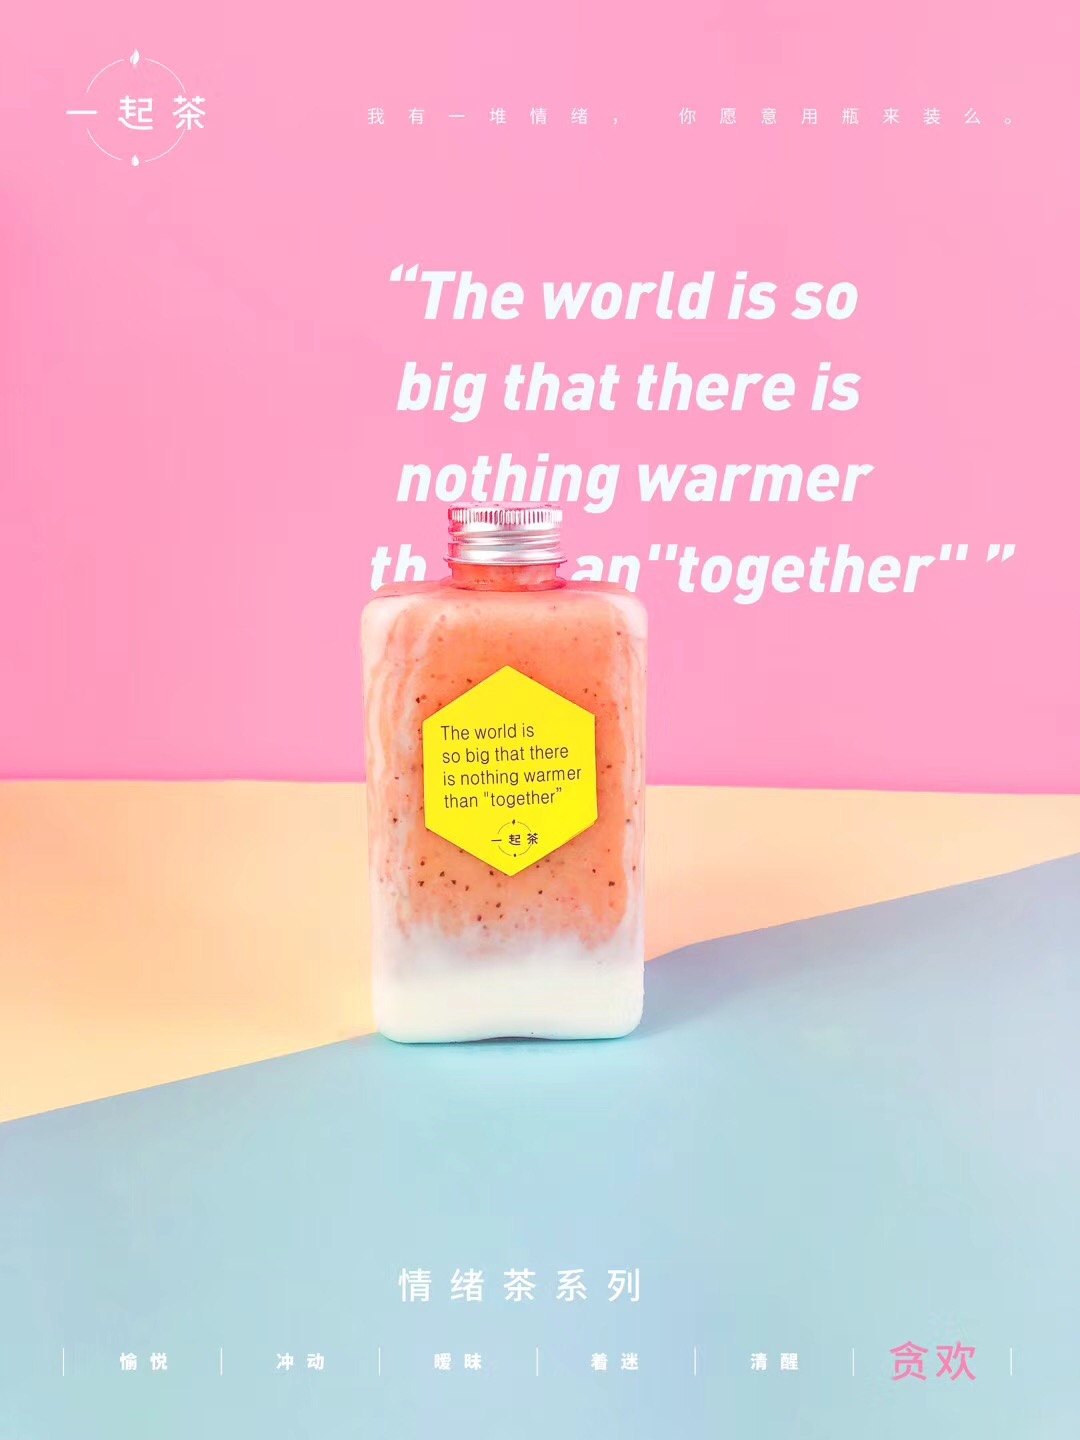 一起茶
我有一堆情绪， 你愿意用瓶来装么。
“The world is so
big that there is
nothing warmer
th an"together" ”
The world is
so big that there
is nothing warmer
than "together”
一起茶
情绪茶系列
愉悦 冲动 暧昧 着迷 清醒 贪欢